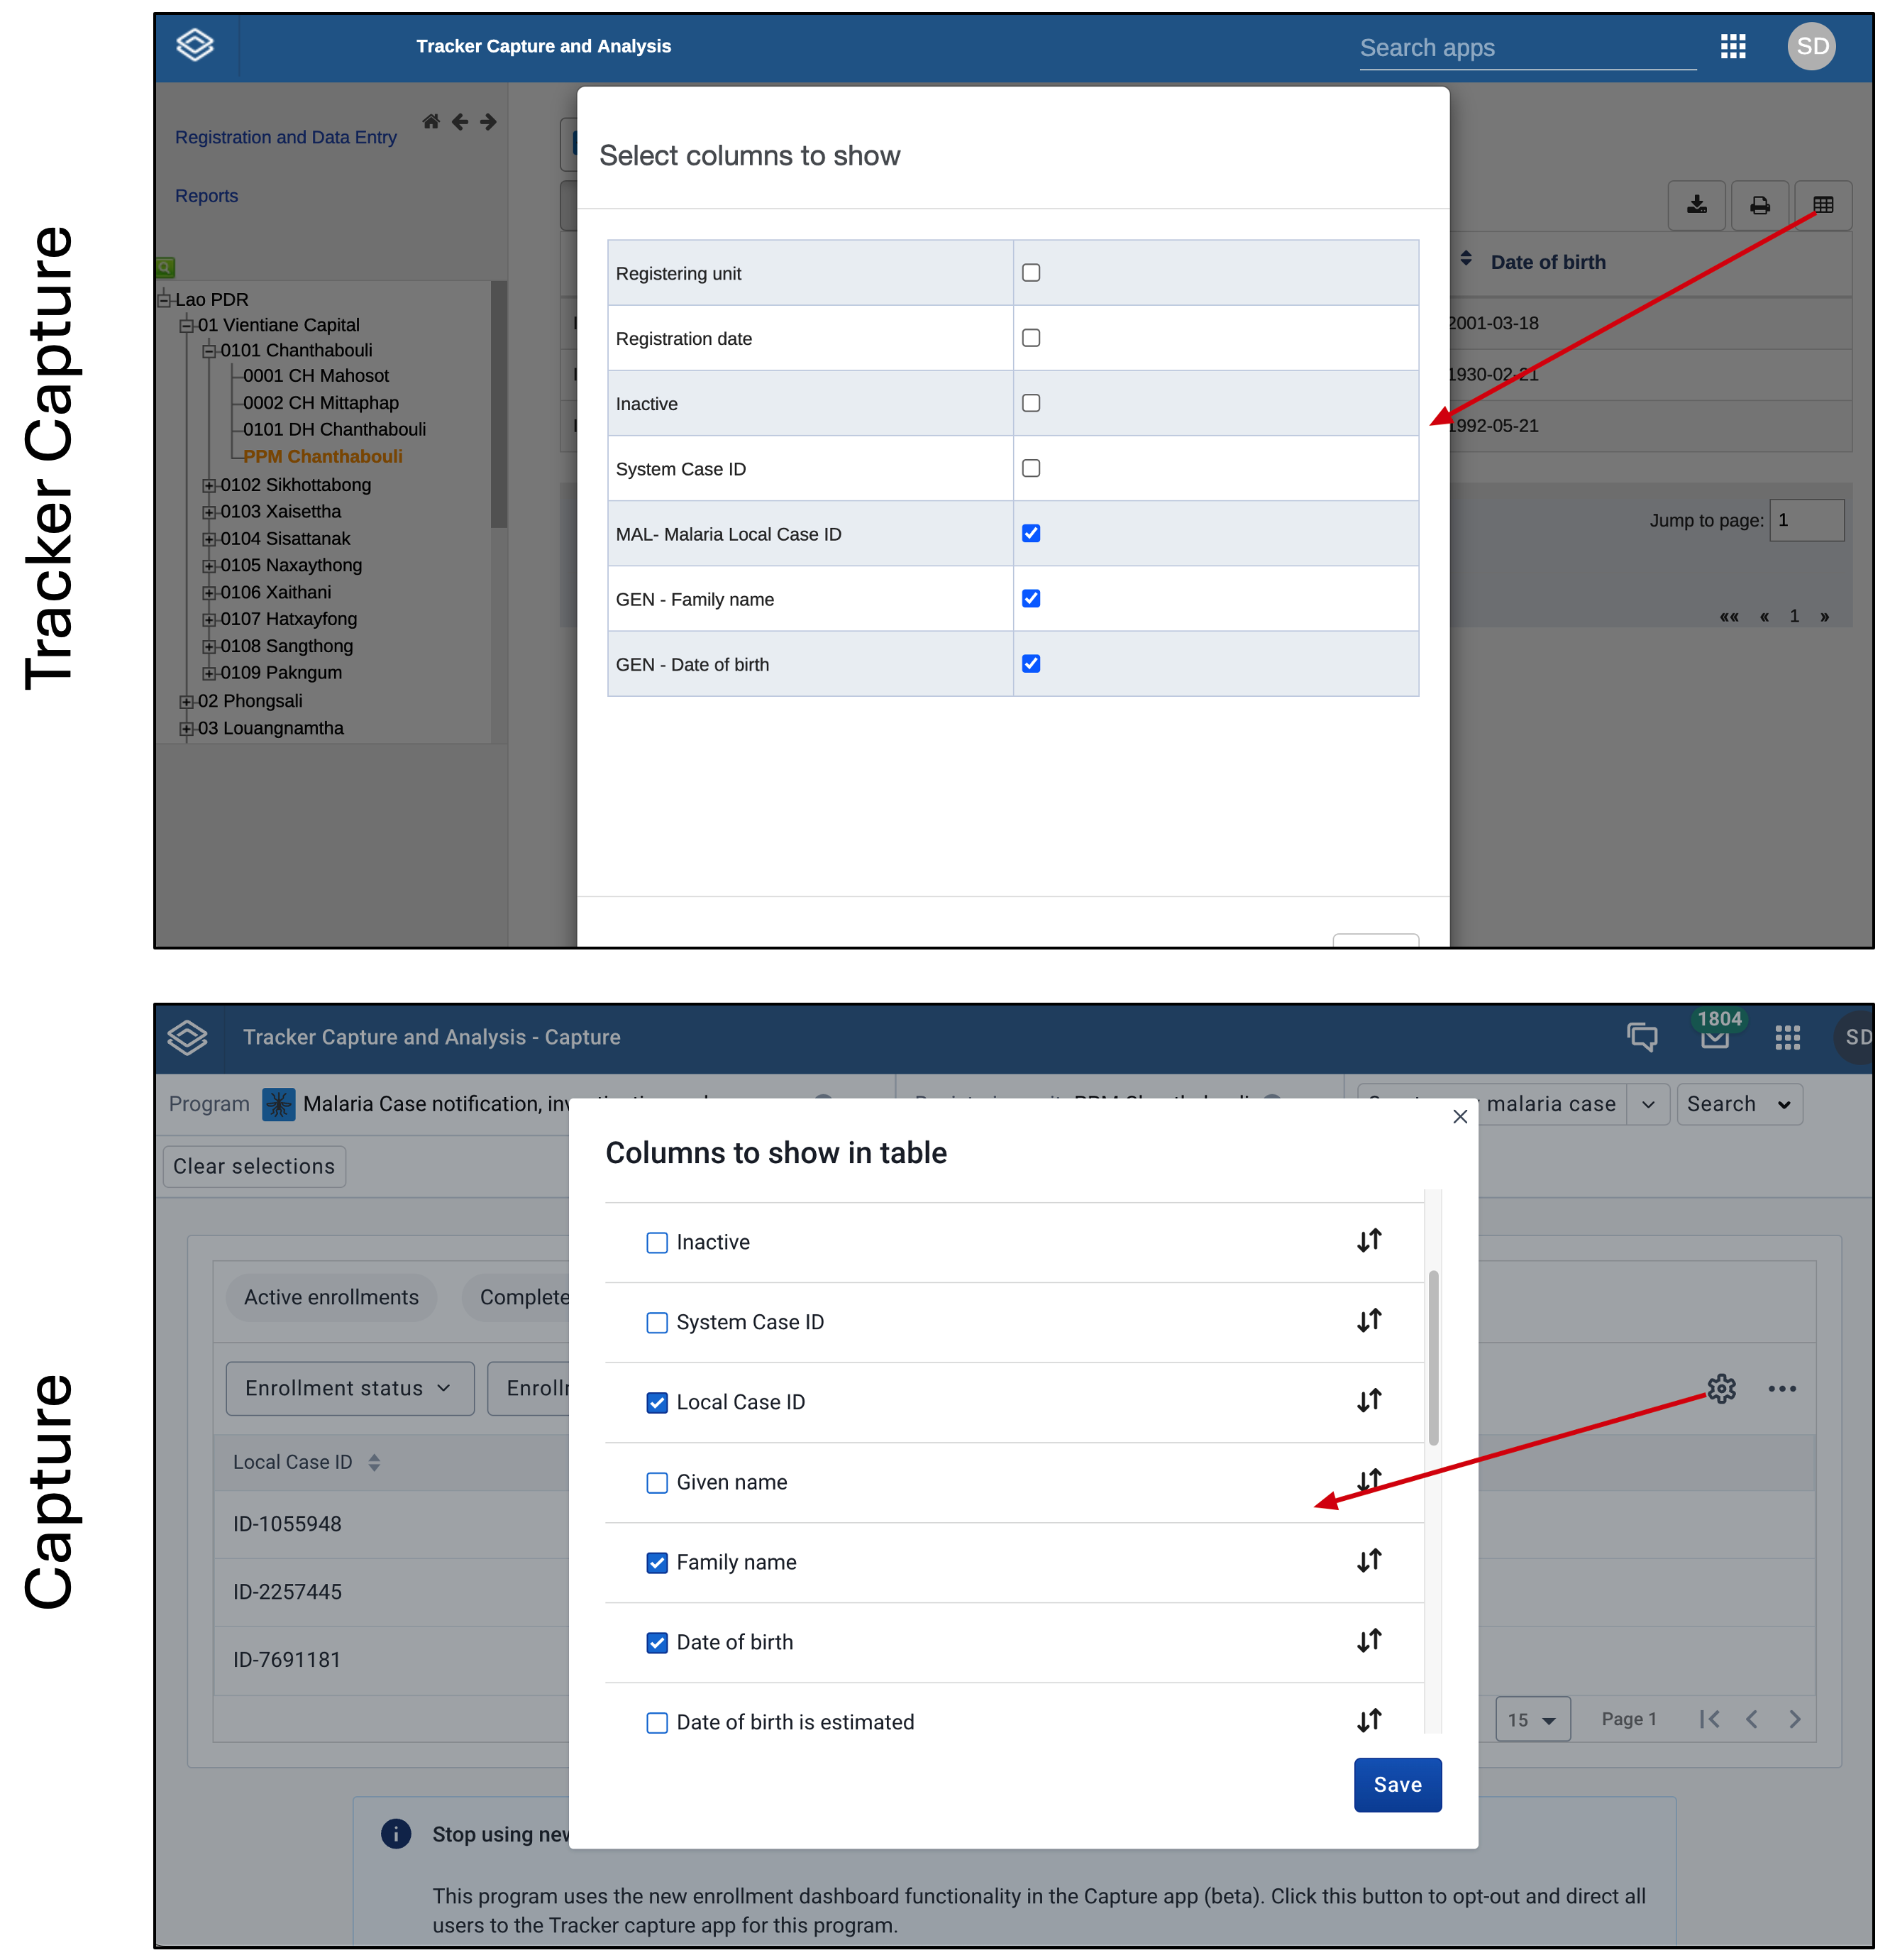 Tracker Capture
Tracker Capture and Analysis
Search apps
SD
Registration and Data Entry
Reports
Lao PDR
01 Vientiane Capital
0101 Chanthabouli
0001 CH Mahosot
0002 CH Mittaphap
0101 DH Chanthabouli
PPM Chanthabouli
0102 Sikhottabong
0103 Xaisettha
0104 Sisattanak
0105 Naxaythong
0106 Xaithani
0107 Hatxayfong
0108 Sangthong
0109 Pakngum
02 Phongsali
03 Louangnamtha
Select columns to show
Registering unit
Registration date
Inactive
System Case ID
MAL- Malaria Local Case ID
GEN - Family name
GEN - Date of birth
Date of birth
2001-03-18
1930-02-21
1992-05-21
Jump to page: 1
«« « 1 »
Capture
Tracker Capture and Analysis - Capture
1804
SD
Program Malaria Case notification,
malaria case
Search
Clear selections
Active enrollments
Enrollment status
Local Case ID
ID-1055948
ID-2257445
ID-7691181
Columns to show in table
Inactive
System Case ID
Local Case ID
Given name
Family name
Date of birth
Date of birth is estimated
Save
15
Page 1
Stop using
This program uses the new enrollment dashboard functionality in the Capture app (beta). Click this button to opt-out and direct all
users to the Tracker capture app for this program.